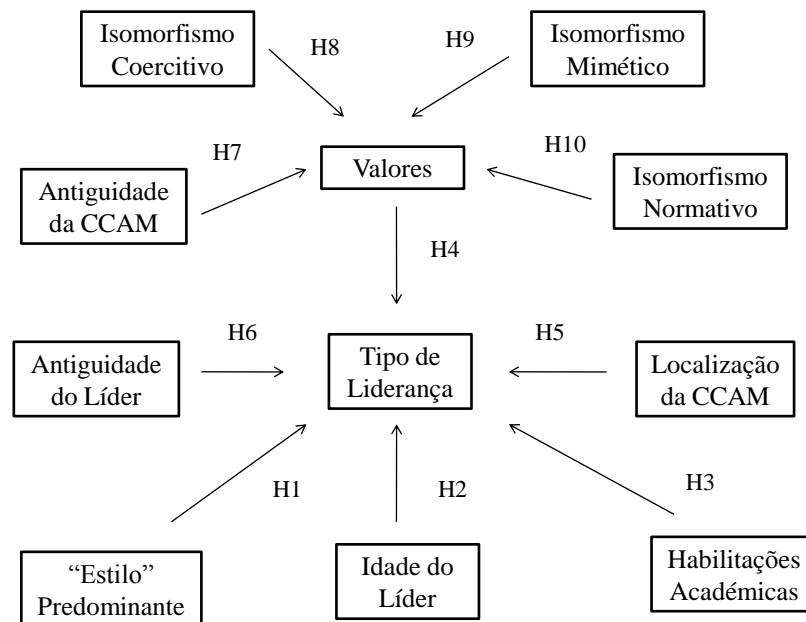 Isomorfismo
Coercitivo
H8
H9
Isomorfismo
Mimético
H7
Valores
H10
Antiguidade
da CCAM
Isomorfismo
Normativo
H4
H6
Tipo de
Liderança
H5
Antiguidade
do Líder
Localização
da CCAM
H1
H2
H3
“Estilo”
Predominante
Idade do
Líder
Habilitações
Académicas